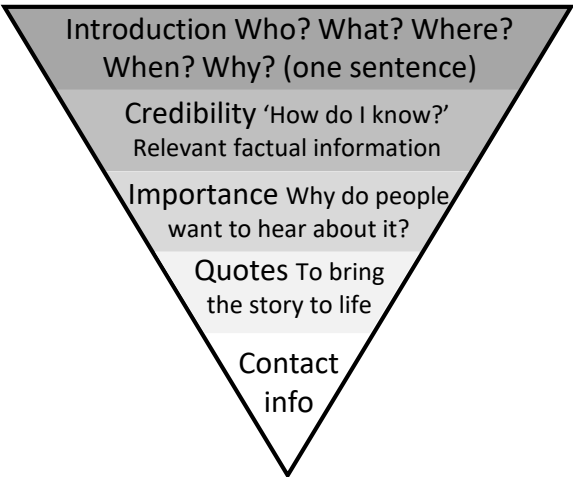 Introduction Who? What? Where?
When? Why? (one sentence)
Credibility ‘How do I know?’
Relevant factual information
Importance Why do people
want to hear about it?
Quotes To bring
the story to life
Contact
info